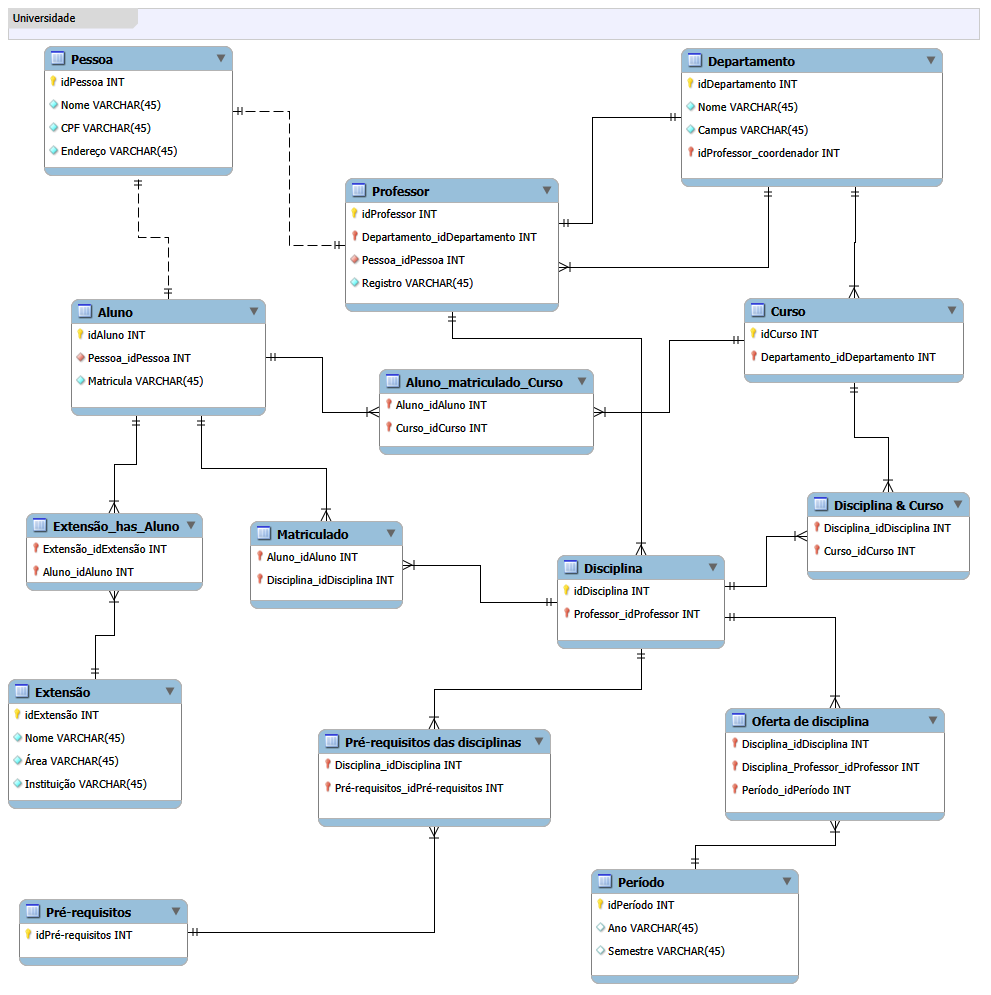 Universidade
Pessoa
idPessoa INT
Nome VARCHAR(45)
CPF VARCHAR(45)
Endereço VARCHAR(45)
Departamento
idDepartamento INT
Nome VARCHAR(45)
Campus VARCHAR(45)
idProfessor_coordenador INT
Professor
idProfessor INT
Departamento_idDepartamento INT
Pessoa_idPessoa INT
Registro VARCHAR(45)
Aluno
idAluno INT
Pessoa_idPessoa INT
Matricula VARCHAR(45)
Curso
idCurso INT
Departamento_idDepartamento INT
Aluno_matriculado_Curso
Aluno_idAluno INT
Curso_idCurso INT
Disciplina & Curso
Disciplina_idDisciplina INT
Curso_idCurso INT
Extensão_has_Aluno
Extensão_idExtensão INT
Aluno_idAluno INT
Matriculado
Aluno_idAluno INT
Disciplina_idDisciplina INT
Disciplina
idDisciplina INT
Professor_idProfessor INT
Extensão
idExtensão INT
Nome VARCHAR(45)
Área VARCHAR(45)
Instituição VARCHAR(45)
Pré-requisitos das disciplinas
Disciplina_idDisciplina INT
Pré-requisitos_idPré-requisitos INT
Oferta de disciplina
Disciplina_idDisciplina INT
Disciplina_Professor_idProfessor INT
Período_idPeríodo INT
Período
idPeríodo INT
Ano VARCHAR(45)
Semestre VARCHAR(45)
Pré-requisitos
idPré-requisitos INT